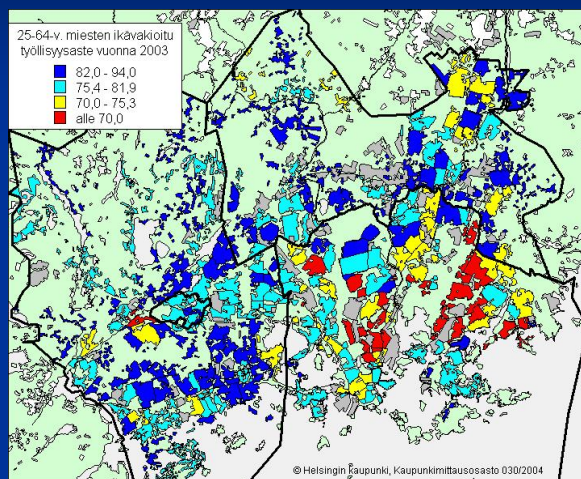 25-64-v. miesten ikävakioitu
työllisyysaste vuonna 2003
82,0 - 94,0
75,4 - 81,9
70,0 - 75,3
alle 70,0
© Helsingin kaupunki, Kaupunkimittausosasto 030/2004